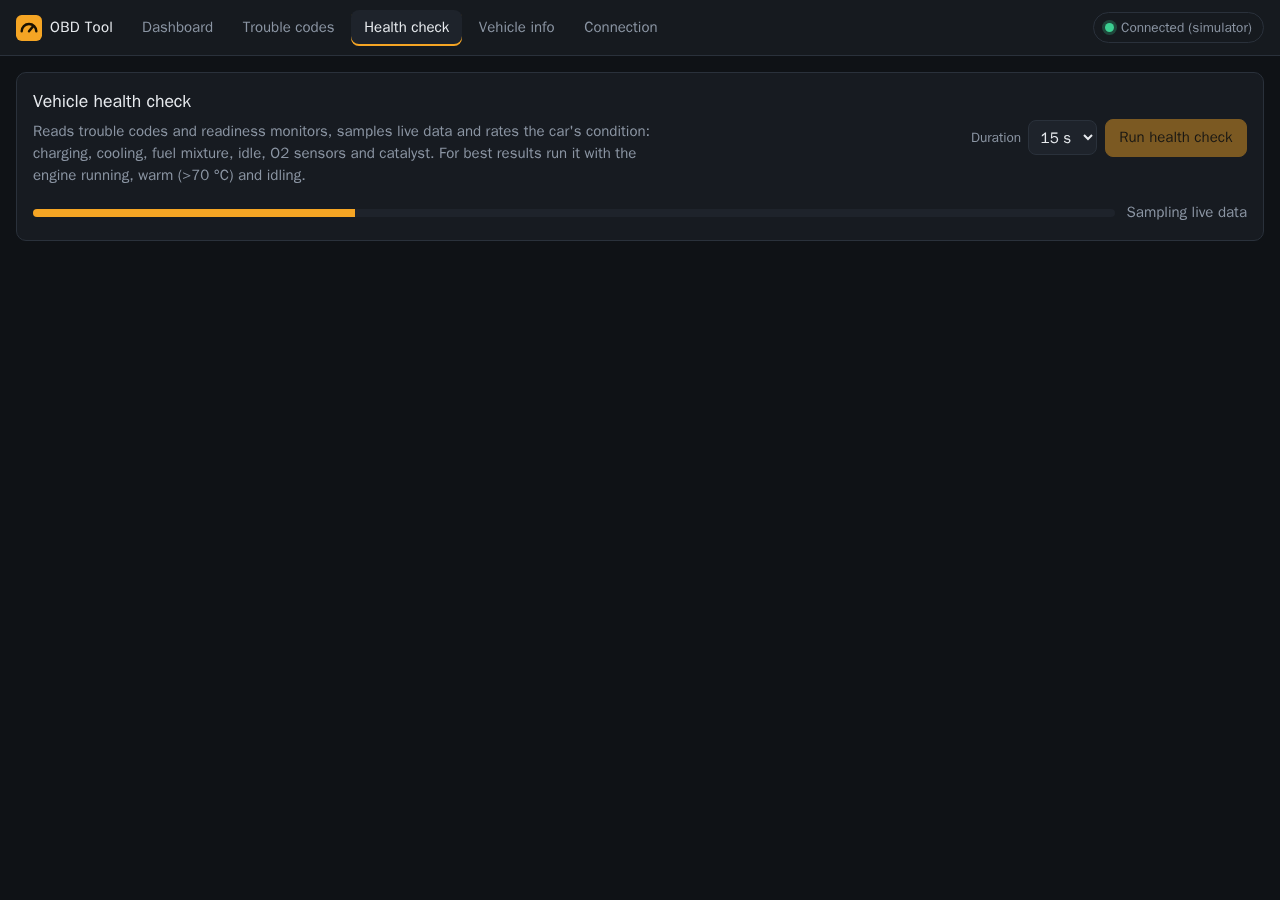 OBD Tool
Dashboard
Trouble codes
Health check
Vehicle info
Connection
Connected (simulator)
Vehicle health check
Reads trouble codes and readiness monitors, samples live data and rates the car's condition:
charging, cooling, fuel mixture, idle, O2 sensors and catalyst. For best results run it with the
engine running, warm (>70 °C) and idling.
Duration
15 s
Run health check
Sampling live data